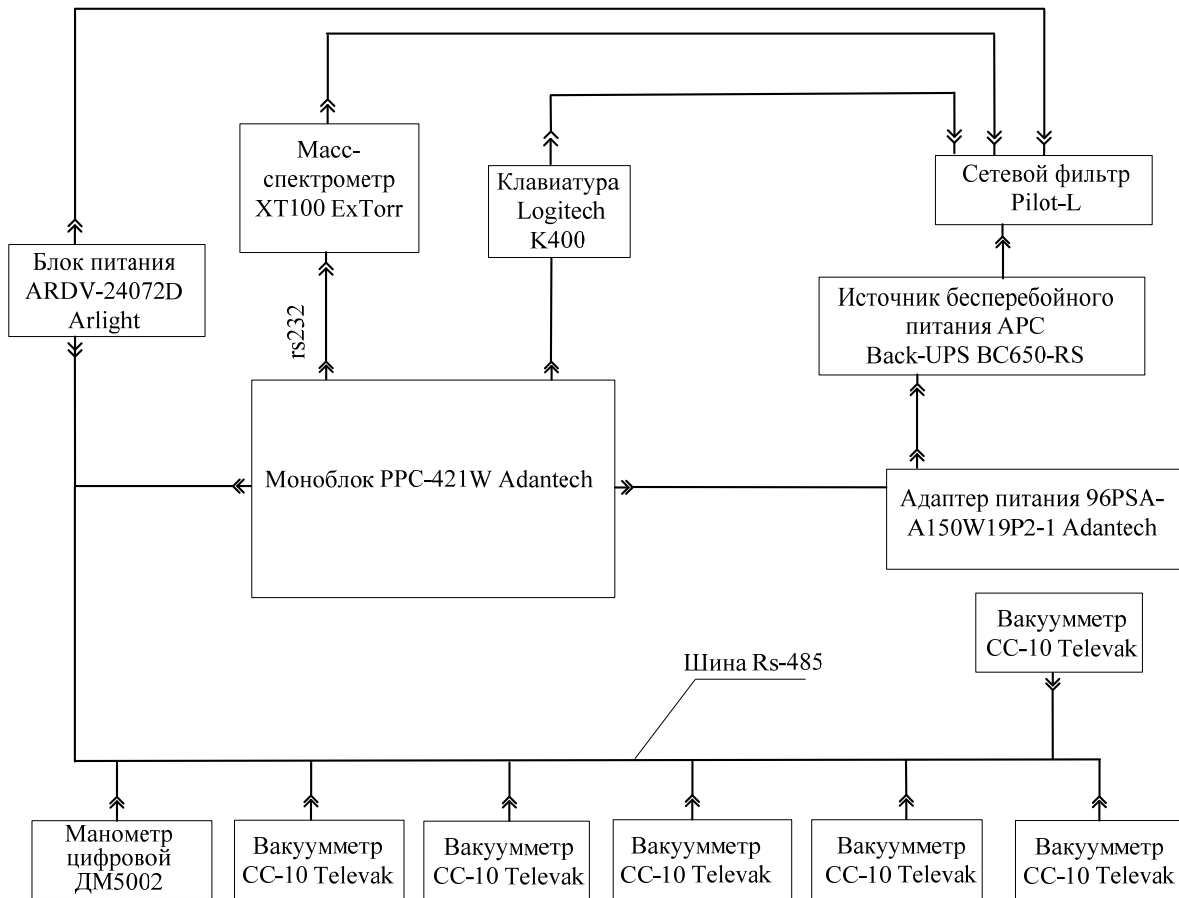 Масс-
спектрометр
XT100 ExTorr
Клавиатура
Logitech
K400
Сетевой фильтр
Pilot-L
Блок питания
ARDV-24072D
Arlight
rs232
Источник бесперебойного
питания APC
Back-UPS BC650-RS
Моноблок PPC-421W Adantech
Адаптер питания 96PSA-
A150W19P2-1 Adantech
Вакуумметр
CC-10 Televak
Шина Rs-485
Манометр
цифровой
ДМ5002
Вакуумметр
CC-10 Televak
Вакуумметр
CC-10 Televak
Вакуумметр
CC-10 Televak
Вакуумметр
CC-10 Televak
Вакуумметр
CC-10 Televak